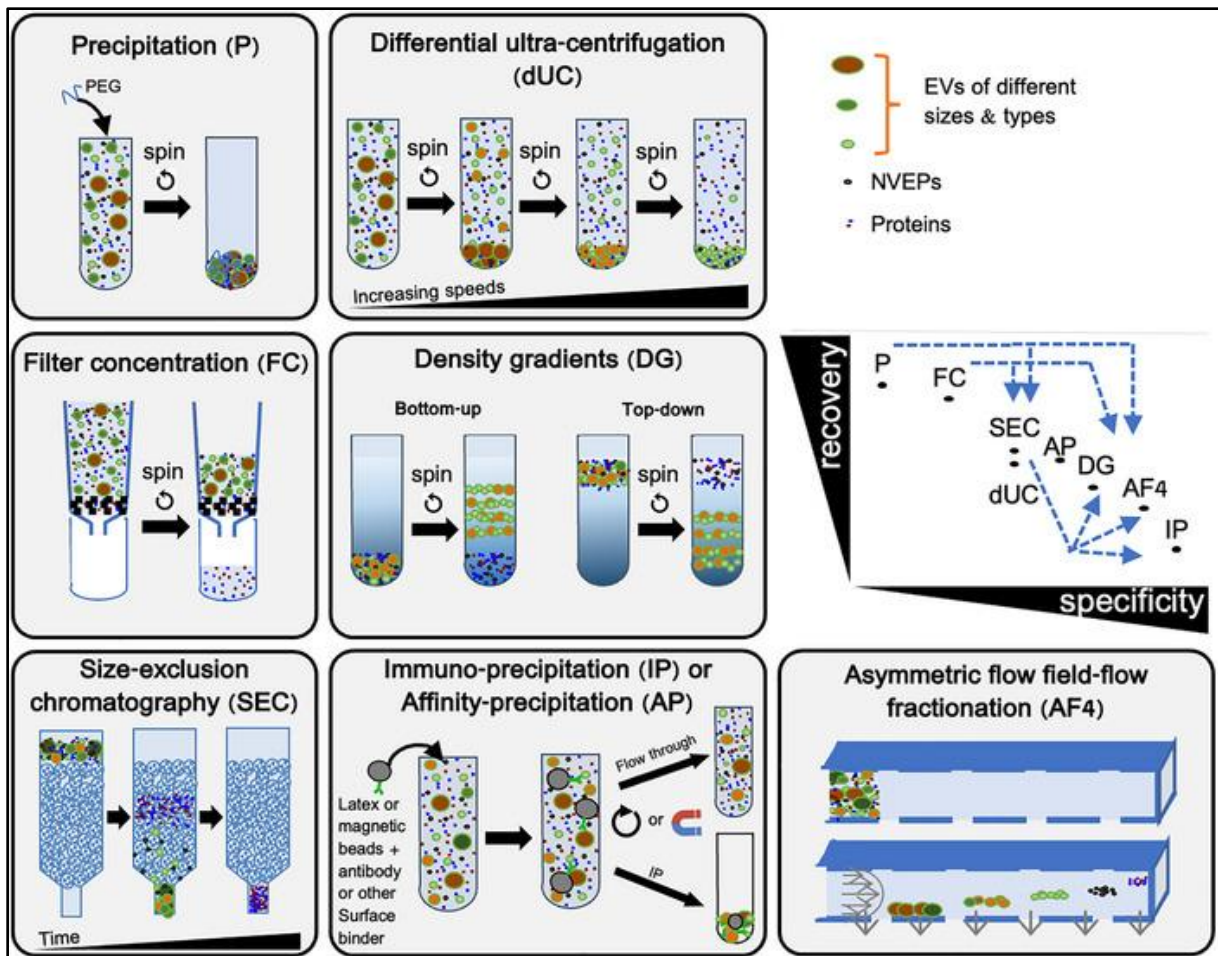 Precipitation (P)
PEG
spin
Differential ultra-centrifugation
(dUC)
spin
spin
spin
Increasing speeds
EVs of different
sizes & types
NVEPs
Proteins
Filter concentration (FC)
spin
Density gradients (DG)
Bottom-up
Top-down
spin
spin
recovery
P
FC
SEC
AP
DG
dUC
AF4
IP
specificity
Size-exclusion
chromatography (SEC)
Time
Immuno-precipitation (IP) or
Affinity-precipitation (AP)
Latex or
magnetic
beads +
antibody
or other
Surface
binder
Flow through
or
IP
Asymmetric flow field-flow
fractionation (AF4)